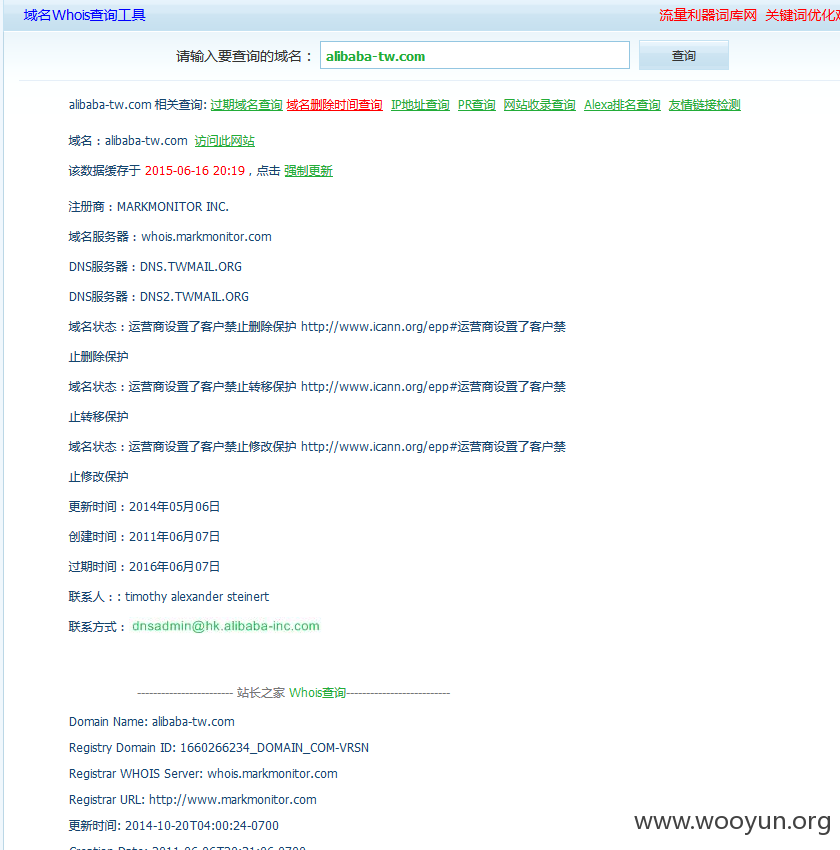 域名Whois查询工具 流量利器词库网 关键词优化
请输入要查询的域名： alibaba-tw.com 查询
alibaba-tw.com 相关查询: 过期域名查询 域名删除时间查询 IP地址查询 PR查询 网站收录查询 Alexa排名查询 友情链接检测
域名：alibaba-tw.com 访问此网站
该数据缓存于 2015-06-16 20:19，点击 强制更新
注册商：MARKMONITOR INC.
域名服务器：whois.markmonitor.com
DNS服务器：DNS.TWMAIL.ORG
DNS服务器：DNS2.TWMAIL.ORG
域名状态：运营商设置了客户禁止删除保护 http://www.icann.org/epp#运营商设置了客户禁
止删除保护
域名状态：运营商设置了客户禁止转移保护 http://www.icann.org/epp#运营商设置了客户禁
止转移保护
域名状态：运营商设置了客户禁止修改保护 http://www.icann.org/epp#运营商设置了客户禁
止修改保护
更新时间：2014年05月06日
创建时间：2011年06月07日
过期时间：2016年06月07日
联系人：: timothy alexander steinert
联系方式： dnsadmin@hk.alibaba-inc.com
------------------------ 站长之家 Whois查询--------------------------
Domain Name: alibaba-tw.com
Registry Domain ID: 1660266234_DOMAIN_COM-VRSN
Registrar WHOIS Server: whois.markmonitor.com
Registrar URL: http://www.markmonitor.com
更新时间: 2014-10-20T04:00:24-0700
www.wooyun.org